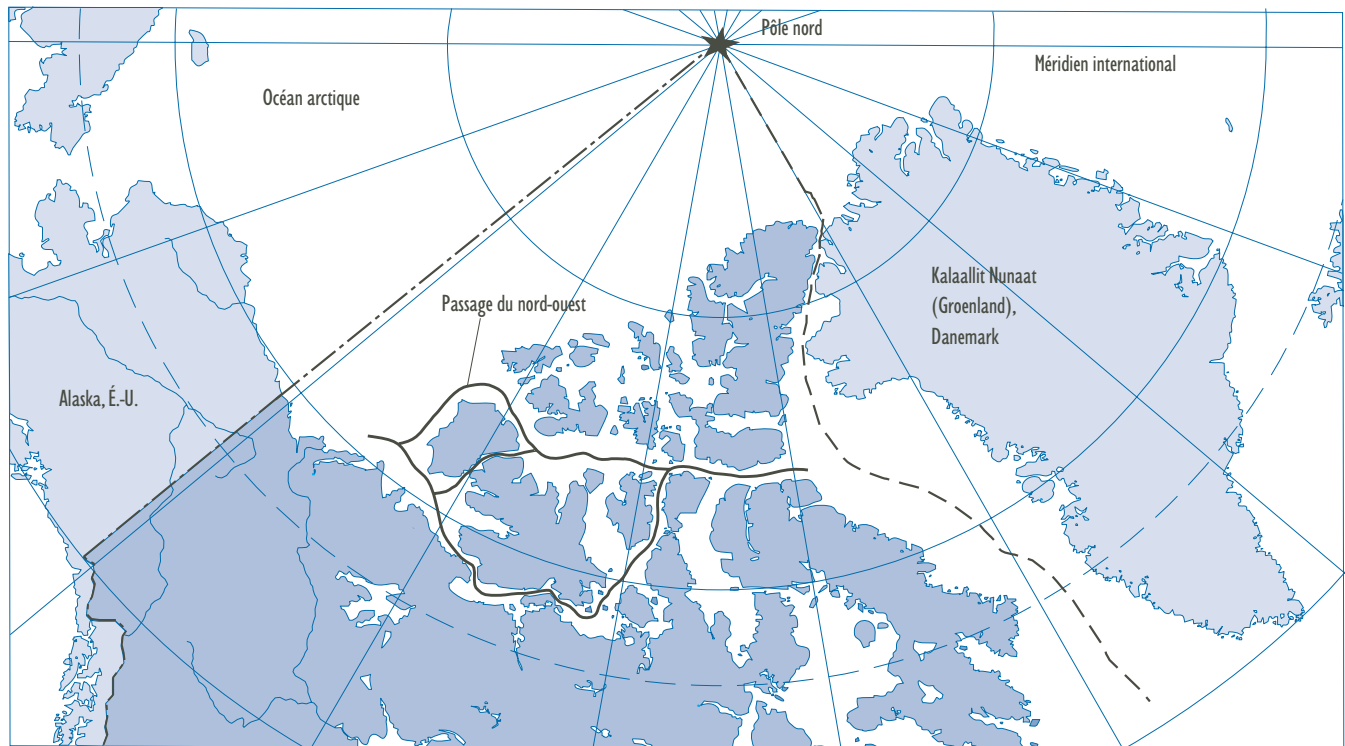 Pôle nord
Méridien international
Océan arctique
Passage du nord-ouest
Kalaallit Nunaat
(Groenland),
Danemark
Alaska, É.-U.